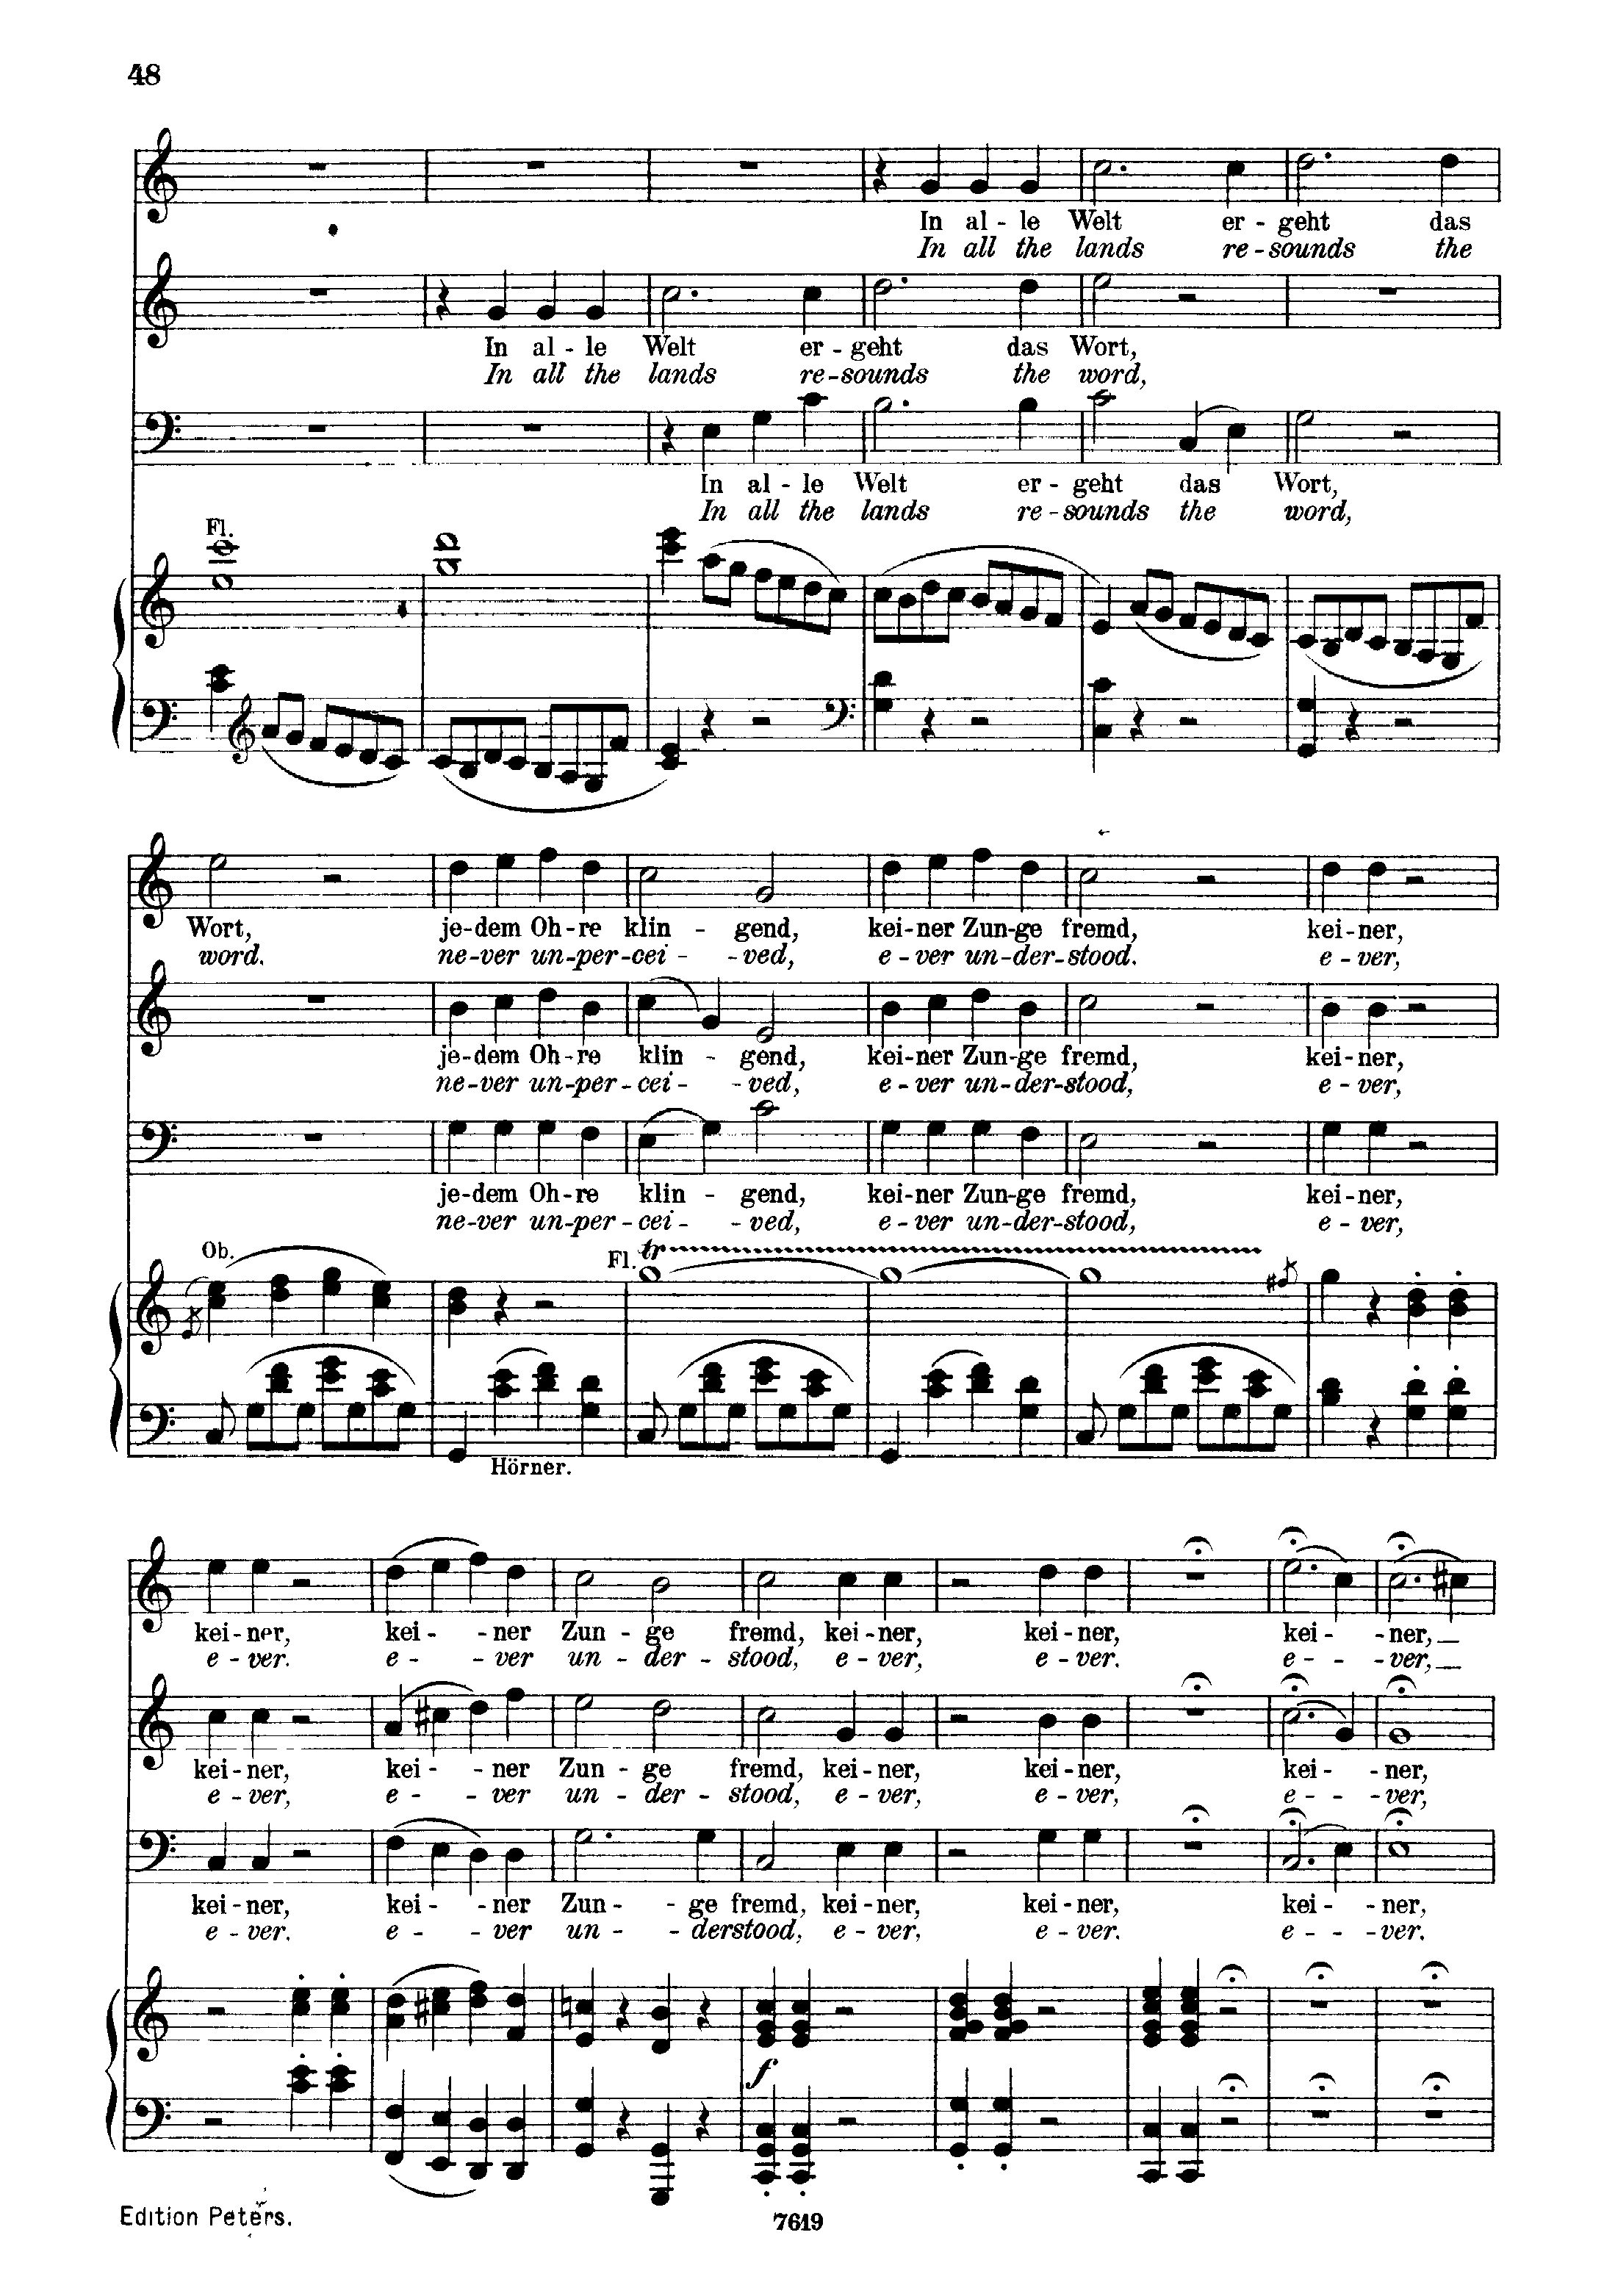 48
In al - le Welt er - geht das
In all the lands re - sounds the
In al - le Welt er - geht das Wort,
In all the lands re - sounds the word,
In al - le Welt er - geht das Wort,
In all the lands re - sounds the word,
Fl.
Wort, je - dem Oh - re klin - gend, kei - ner Zun - ge fremd, kei - ner,
word. ne - ver un - per - cei - - ved, e - ver un - der - stood. e - ver,
je - dem Oh - re klin - gend, kei - ner Zun - ge fremd, kei - ner,
ne - ver un - per - cei - - ved, e - ver un - der - stood, e - ver,
je - dem Oh - re klin - gend, kei - ner Zun - ge fremd, kei - ner,
ne - ver un - per - cei - - ved, e - ver un - der - stood, e - ver,
Ob. Fl. tr
Hörner.
kei - ner, kei - - ner Zun - ge fremd, kei - ner, kei - ner, kei - - ner,
e - ver. e - - ver un - der - stood, e - ver, e - ver. e - - ver,
kei - ner, kei - - ner Zun - ge fremd, kei - ner, kei - ner, kei - - ner,
e - ver, e - - ver un - der - stood, e - ver, e - ver, e - - ver,
kei - ner, kei - - ner Zun - - ge fremd, kei - ner, kei - ner, kei - - ner,
e - ver. e - - ver un - - derstood, e - ver, e - ver. e - - ver.
f
Edition Peters. 7619